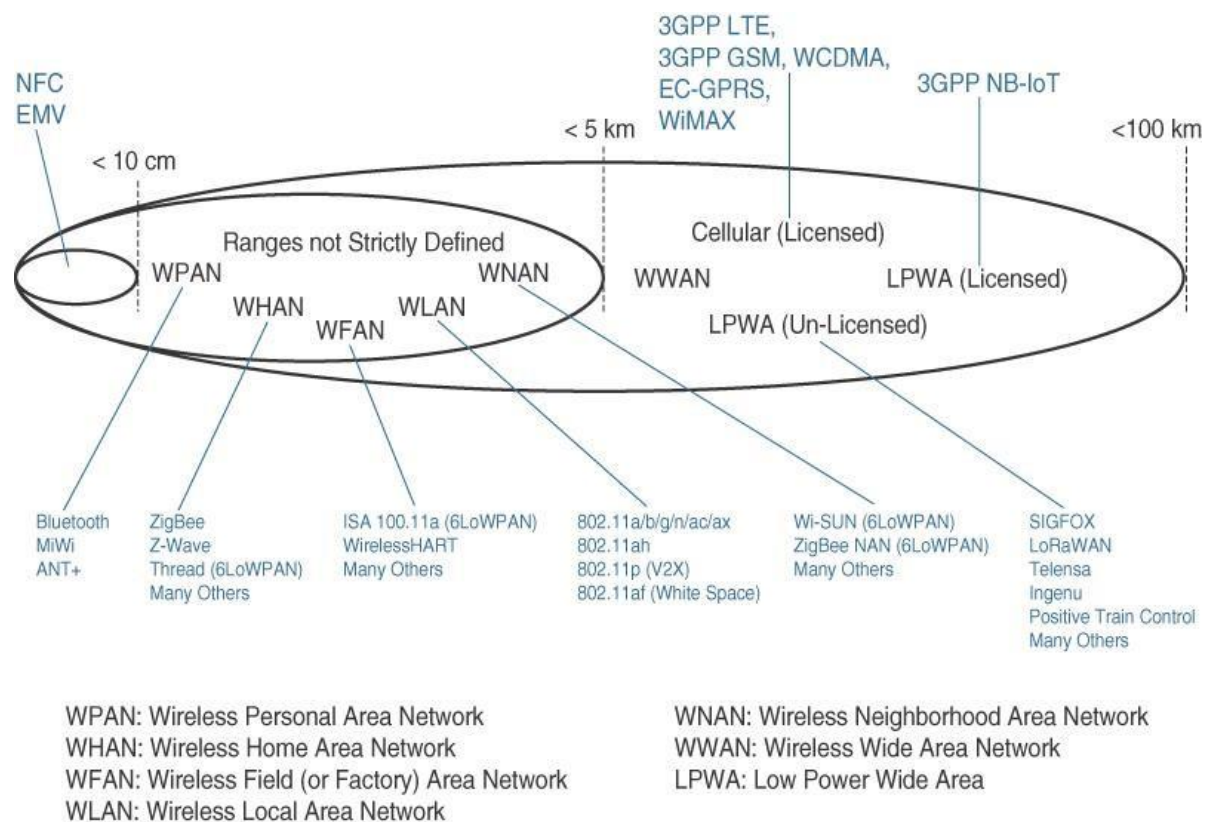 3GPP LTE,
3GPP GSM, WCDMA,
EC-GPRS,
WiMAX
3GPP NB-IoT
NFC
EMV
< 10 cm
< 5 km
<100 km
Ranges not Strictly Defined
WPAN
WHAN
WFAN
WLAN
WNAN
WWAN
Cellular (Licensed)
LPWA (Licensed)
LPWA (Un-Licensed)
Bluetooth
MiWi
ANT+
ZigBee
Z-Wave
Thread (6LoWPAN)
Many Others
ISA 100.11a (6LoWPAN)
WirelessHART
Many Others
802.11a/b/g/n/ac/ax
802.11ah
802.11p (V2X)
802.11af (White Space)
Wi-SUN (6LoWPAN)
ZigBee NAN (6LoWPAN)
Many Others
SIGFOX
LoRaWAN
Telensa
Ingenu
Positive Train Control
Many Others
WPAN: Wireless Personal Area Network
WHAN: Wireless Home Area Network
WFAN: Wireless Field (or Factory) Area Network
WLAN: Wireless Local Area Network
WNAN: Wireless Neighborhood Area Network
WWAN: Wireless Wide Area Network
LPWA: Low Power Wide Area